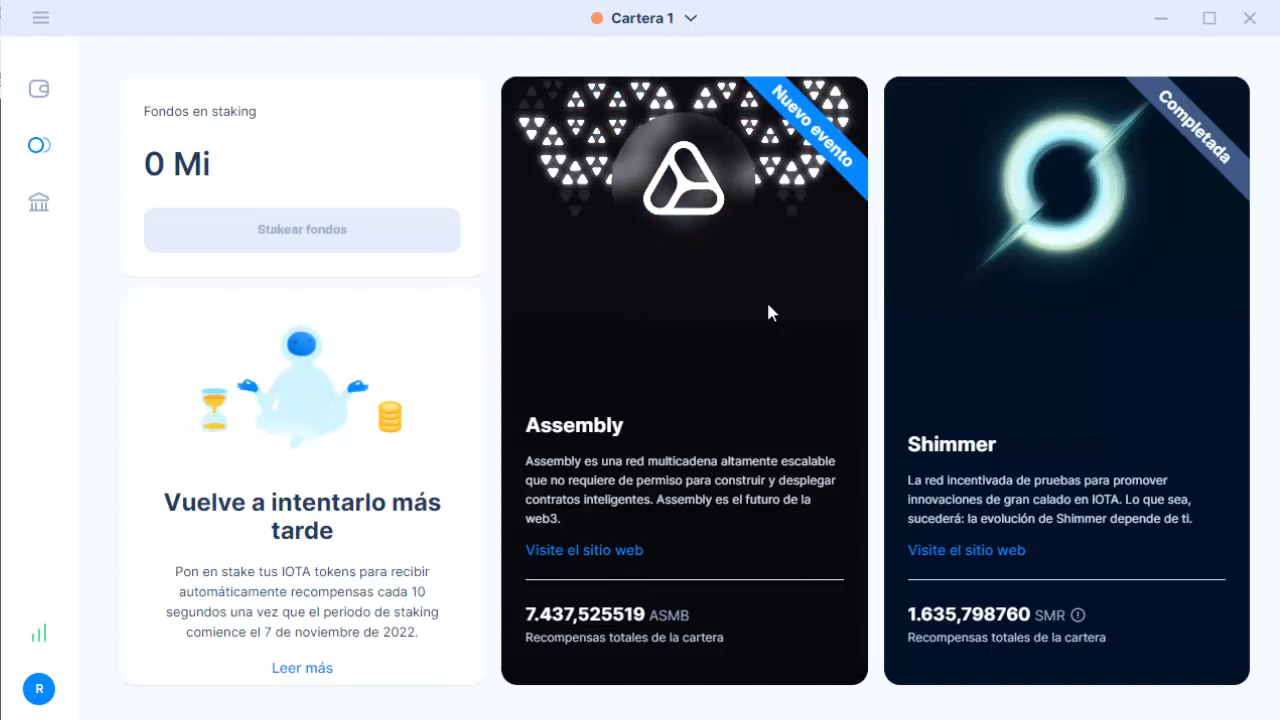 Cartera 1
Fondos en staking
0 Mi
Stakear fondos
Vuelve a intentarlo más
tarde
Pon en stake tus IOTA tokens para recibir
automáticamente recompensas cada 10
segundos una vez que el periodo de staking
comience el 7 de noviembre de 2022.
Leer más
Nuevo evento
Assembly
Assembly es una red multicadena altamente escalable
que no requiere de permiso para construir y desplegar
contratos inteligentes. Assembly es el futuro de la
web3.
Visite el sitio web
7.437,525519 ASMB
Recompensas totales de la cartera
Completada
Shimmer
La red incentivada de pruebas para promover
innovaciones de gran calado en IOTA. Lo que sea,
sucederá: la evolución de Shimmer depende de ti.
Visite el sitio web
1.635,798760 SMR
Recompensas totales de la cartera
R